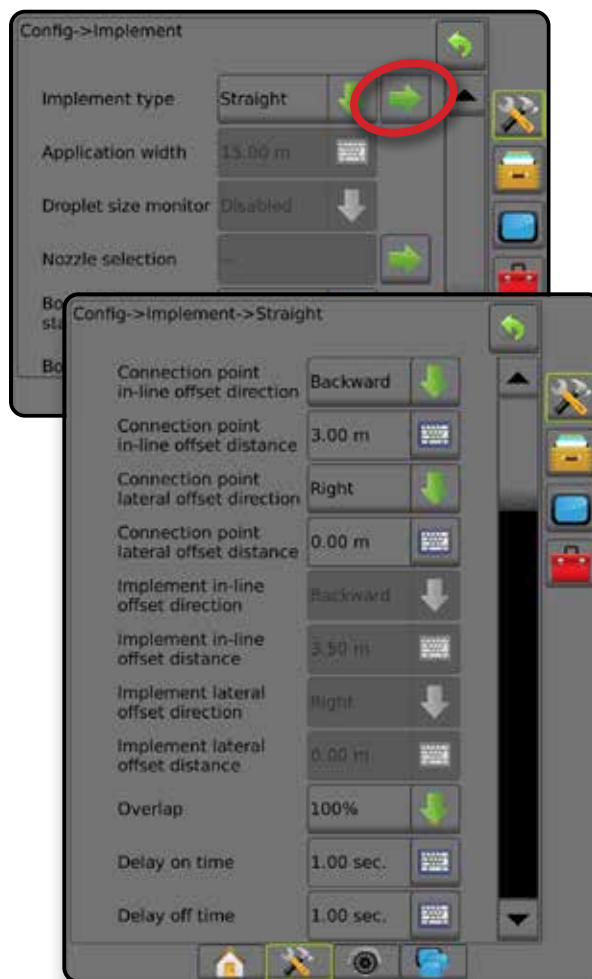 Config->Implement
Implement type Straight
Application width 15.00 m
Droplet size monitor Disabled
Nozzle selection ---
Bo
sta
Bo
Config->Implement->Straight
Connection point
in-line offset direction Backward
Connection point
in-line offset distance 3.00 m
Connection point
lateral offset direction Right
Connection point
lateral offset distance 0.00 m
Implement in-line
offset direction Backward
Implement in-line
offset distance 3.50 m
Implement lateral
offset direction Right
Implement lateral
offset distance 0.00 m
Overlap 100%
Delay on time 1.00 sec.
Delay off time 1.00 sec.